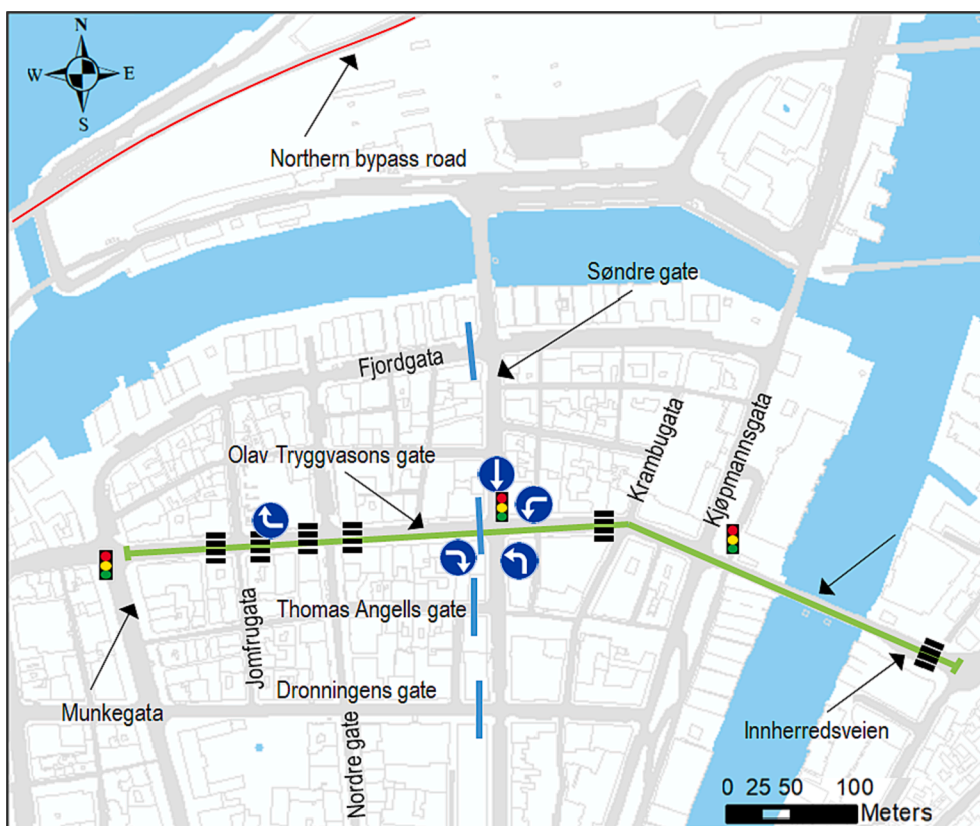 N
W E
S
Northern bypass road
Søndre gate
Fjordgata
Krambugata
Kjøpmannsgata
Olav Tryggvasons gate
Thomas Angells gate
Jomfrugata
Dronningens gate
Munkegata
Nordre gate
Innherredsveien
0 25 50 100
Meters